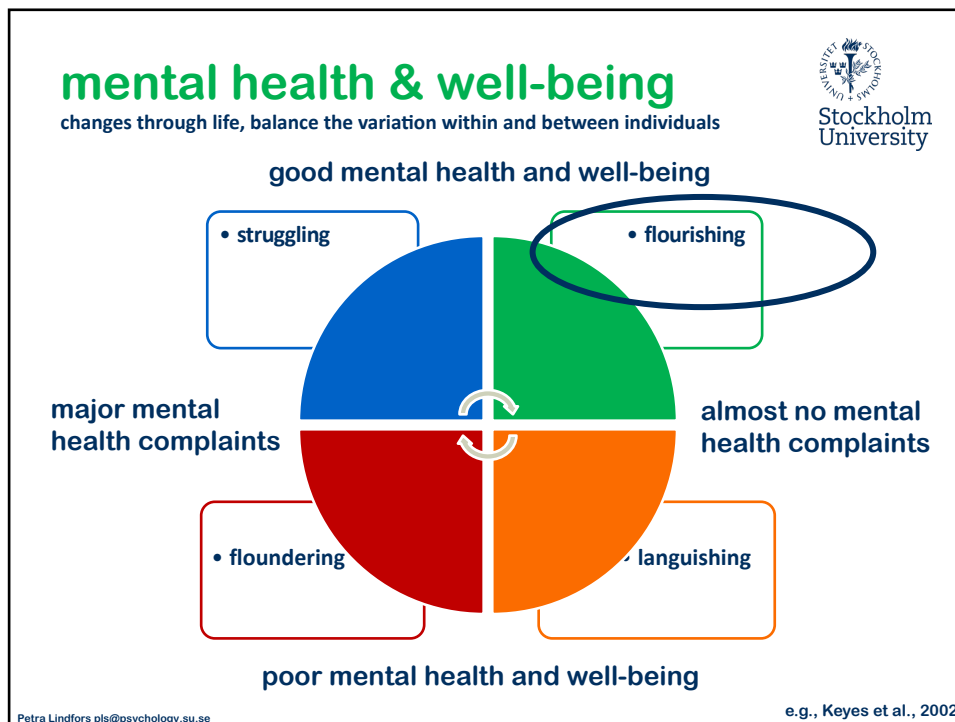 mental health & well-being
changes through life, balance the variation within and between individuals
UNIVERSITET STOCKHOLMS
Stockholm
University
good mental health and well-being
• struggling
• flourishing
major mental
health complaints
almost no mental
health complaints
• floundering
• languishing
poor mental health and well-being
Petra Lindfors pls@psychology.su.se
e.g., Keyes et al., 2002